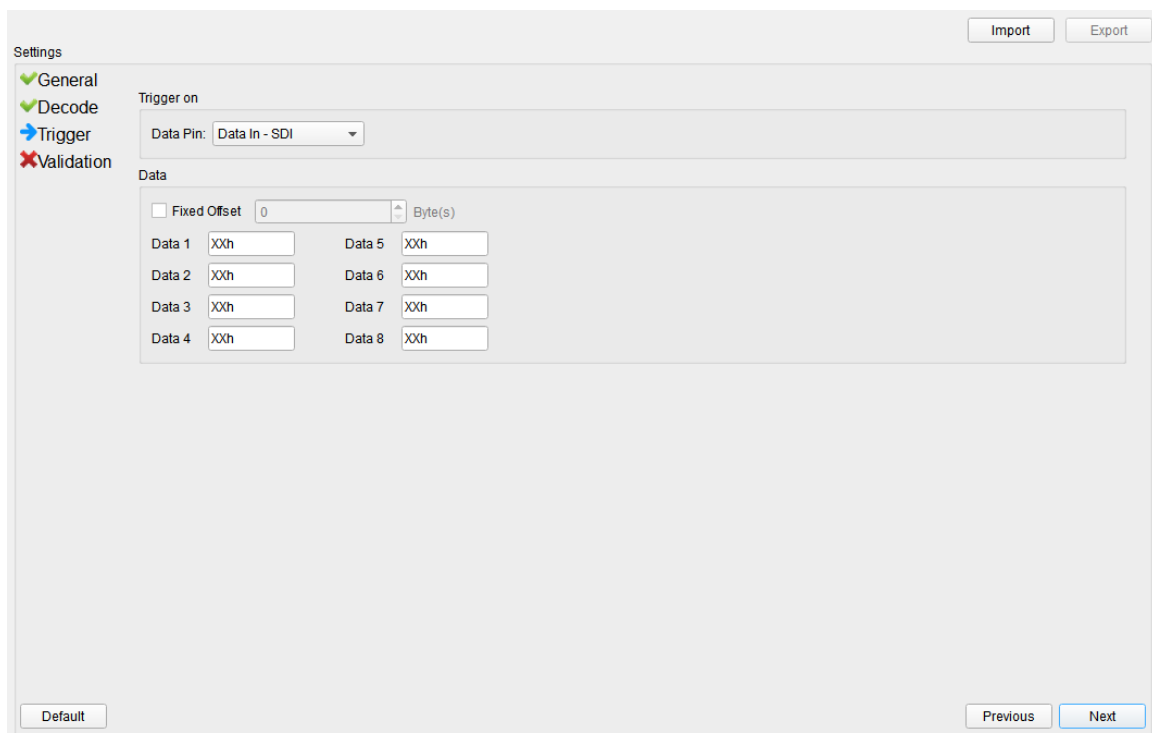 Import Export
Settings
General
Decode
Trigger
Validation
Trigger on
Data Pin: Data In - SDI
Data
Fixed Offset 0 Byte(s)
Data 1 XXh Data 5 XXh
Data 2 XXh Data 6 XXh
Data 3 XXh Data 7 XXh
Data 4 XXh Data 8 XXh
Default Previous Next